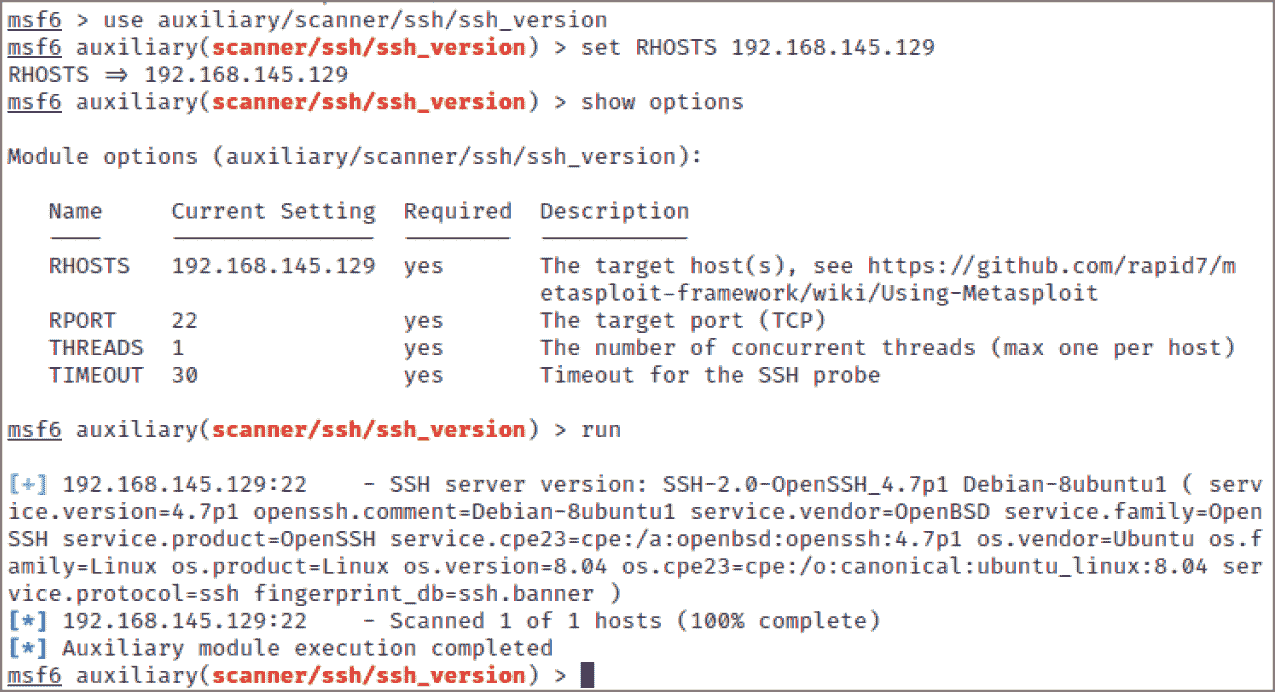 msf6 > use auxiliary/scanner/ssh/ssh_version
msf6 auxiliary(scanner/ssh/ssh_version) > set RHOSTS 192.168.145.129
RHOSTS ⇒ 192.168.145.129
msf6 auxiliary(scanner/ssh/ssh_version) > show options
Module options (auxiliary/scanner/ssh/ssh_version):
Name Current Setting Required Description
RHOSTS 192.168.145.129 yes The target host(s), see https://github.com/rapid7/m
etasploit-framework/wiki/Using-Metasploit
RPORT 22 yes The target port (TCP)
THREADS 1 yes The number of concurrent threads (max one per host)
TIMEOUT 30 yes Timeout for the SSH probe
msf6 auxiliary(scanner/ssh/ssh_version) > run
[+] 192.168.145.129:22 - SSH server version: SSH-2.0-OpenSSH_4.7p1 Debian-8ubuntu1 ( serv
ice.version=4.7p1 openssh.comment=Debian-8ubuntu1 service.vendor=OpenBSD service.family=Open
SSH service.product=OpenSSH service.cpe23=cpe:/a:openbsd:openssh:4.7p1 os.vendor=Ubuntu os.f
amily=Linux os.product=Linux os.version=8.04 os.cpe23=cpe:/o:canonical:ubuntu_linux:8.04 ser
vice.protocol=ssh fingerprint_db=ssh.banner )
[*] 192.168.145.129:22 - Scanned 1 of 1 hosts (100% complete)
[*] Auxiliary module execution completed
msf6 auxiliary(scanner/ssh/ssh_version) >